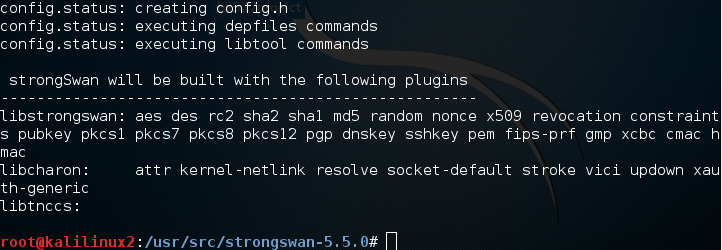 config.status: creating config.h
config.status: executing depfiles commands
config.status: executing libtool commands
 strongSwan will be built with the following plugins
-----------------------------------------------------
libstrongswan: aes des rc2 sha2 sha1 md5 random nonce x509 revocation constraint
s pubkey pkcs1 pkcs7 pkcs8 pkcs12 pgp dnskey sshkey pem fips-prf gmp xcbc cmac h
mac
libcharon:     attr kernel-netlink resolve socket-default stroke vici updown xau
th-generic
libtnccs:
root@kalilinux2:/usr/src/strongswan-5.5.0#